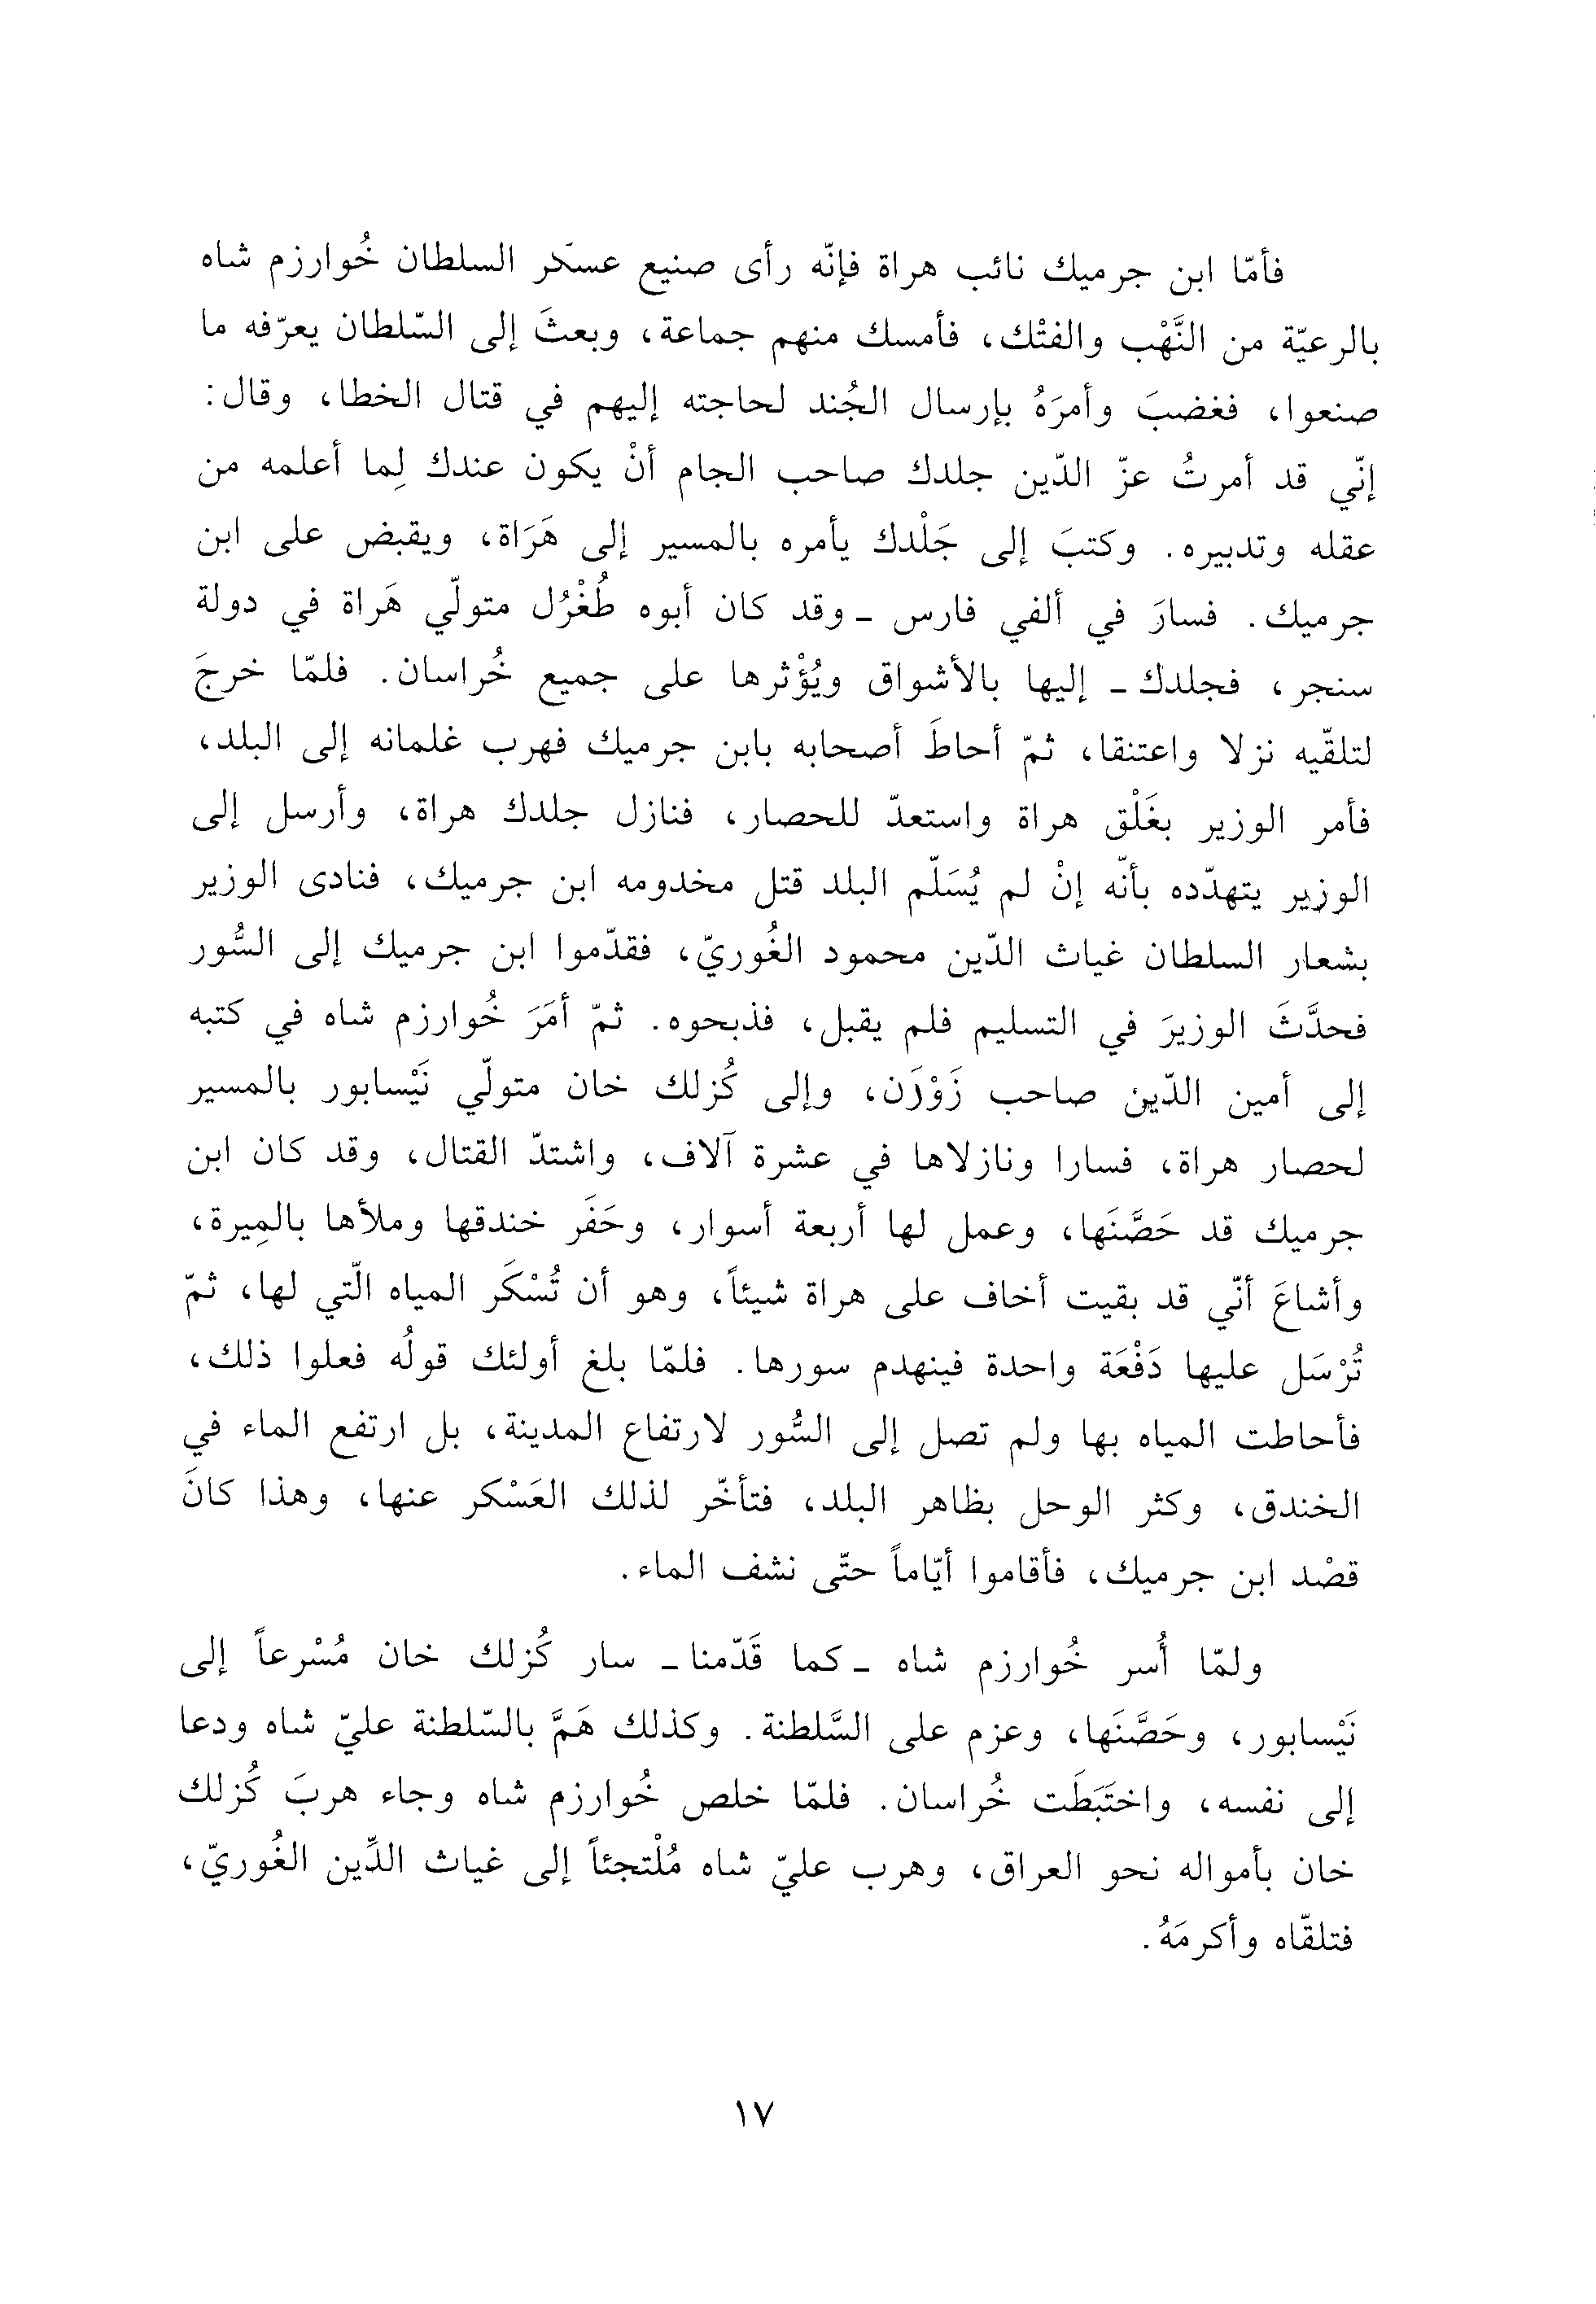 فأمّا ابن جرميك نائب هراة فإنّه رأى صنيع عسكر السلطان خُوارزم شاه
بالرعيّة من النَّهْب والفتْك، فأمسك منهم جماعة، وبعثَ إلى السّلطان يعرّفه ما
صنعوا، فغضبَ وأمرَهُ بإرسال الجُند لحاجته إليهم في قتال الخطا، وقال:
إنّي قد أمرتُ عزّ الدّين جلدك صاحب الجام أنْ يكون عندك لِما أعلمه من
عقله وتدبيره. وكتبَ إلى جَلْدك يأمره بالمسير إلى هَرَاة، ويقبض على ابن
جرميك. فسارَ في ألفي فارس ـ وقد كان أبوه طُغْرُل متولّي هَراة في دولة
سنجر، فجلدك ـ إليها بالأشواق ويُؤْثرها على جميع خُراسان. فلمّا خرجَ
لتلقّيه نزلا واعتنقا، ثمّ أحاطَ أصحابه بابن جرميك فهرب غلمانه إلى البلد،
فأمر الوزير بغَلْق هراة واستعدّ للحصار، فنازل جلدك هراة، وأرسل إلى
الوزير يتهدّده بأنّه إنْ لم يُسَلّم البلد قتل مخدومه ابن جرميك، فنادى الوزير
بشعار السلطان غياث الدّين محمود الغُوريّ، فقدّموا ابن جرميك إلى السُّور
فحدَّثَ الوزيرَ في التسليم فلم يقبل، فذبحوه. ثمّ أمَرَ خُوارزم شاه في كتبه
إلى أمين الدّين صاحب زَوْزَن، وإلى كُزلك خان متولّي نَيْسابور بالمسير
لحصار هراة، فسارا ونازلاها في عشرة آلاف، واشتدّ القتال، وقد كان ابن
جرميك قد حَصَّنَها، وعمل لها أربعة أسوار، وحَفَر خندقها وملأها بالمِيرة،
وأشاعَ أنّي قد بقيت أخاف على هراة شيئاً، وهو أن تُسْكَر المياه الّتي لها، ثمّ
تُرْسَل عليها دَفْعَة واحدة فينهدم سورها. فلمّا بلغ أولئك قولُه فعلوا ذلك،
فأحاطت المياه بها ولم تصل إلى السُّور لارتفاع المدينة، بل ارتفع الماء في
الخندق، وكثر الوحل بظاهر البلد، فتأخّر لذلك العَسْكر عنها، وهذا كانَ
قصْد ابن جرميك، فأقاموا أيّاماً حتّى نشف الماء.
ولمّا أُسر خُوارزم شاه ـ كما قَدّمنا ـ سار كُزلك خان مُسْرعاً إلى
نَيْسابور، وحَصَّنَها، وعزم على السَّلطنة. وكذلك هَمَّ بالسّلطنة عليّ شاه ودعا
إلى نفسه، واختَبَطَت خُراسان. فلمّا خلص خُوارزم شاه وجاء هربَ كُزلك
خان بأمواله نحو العراق، وهرب عليّ شاه مُلْتجئاً إلى غياث الدِّين الغُوريّ،
فتلقّاه وأكرمَهُ.
١٧